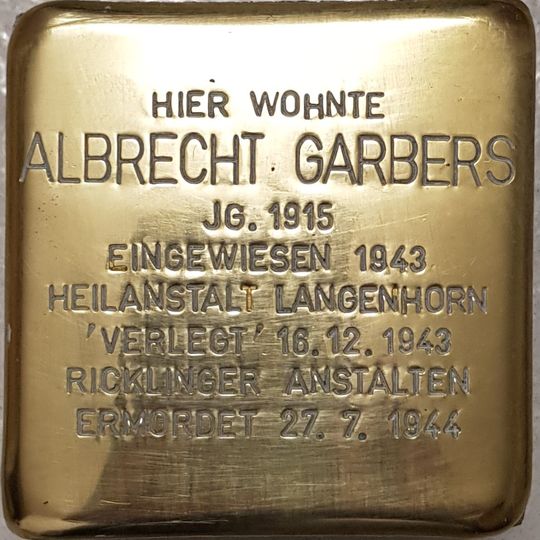 HIER WOHNTE
ALBRECHT GARBERS
JG. 1915
EINGEWIESEN 1943
HEILANSTALT LANGENHORN
'VERLEGT' 16.12.1943
RICKLINGER ANSTALTEN
ERMORDET 27. 7. 1944